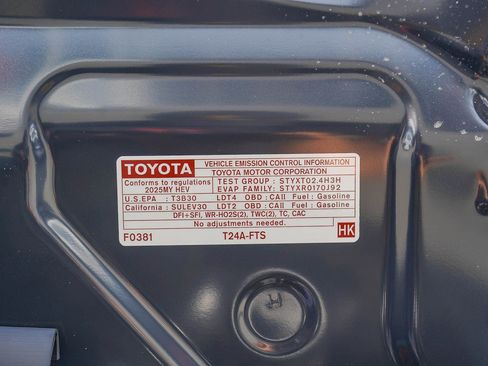 TOYOTA VEHICLE EMISSION CONTROL INFORMATION
TOYOTA MOTOR CORPORATION
Conforms to regulations TEST GROUP : STYXT02.4H3H
2025MY HEV EVAP FAMILY: STYXR0170J92
U.S.EPA : T3B30 LDT4 OBD : CAII Fuel : Gasoline
California : SULEV30 LDT2 OBD : CAII Fuel : Gasoline
DFI+SFI, WR-HO2S(2), TWC(2), TC, CAC
No adjustments needed.
F0381 T24A-FTS HK